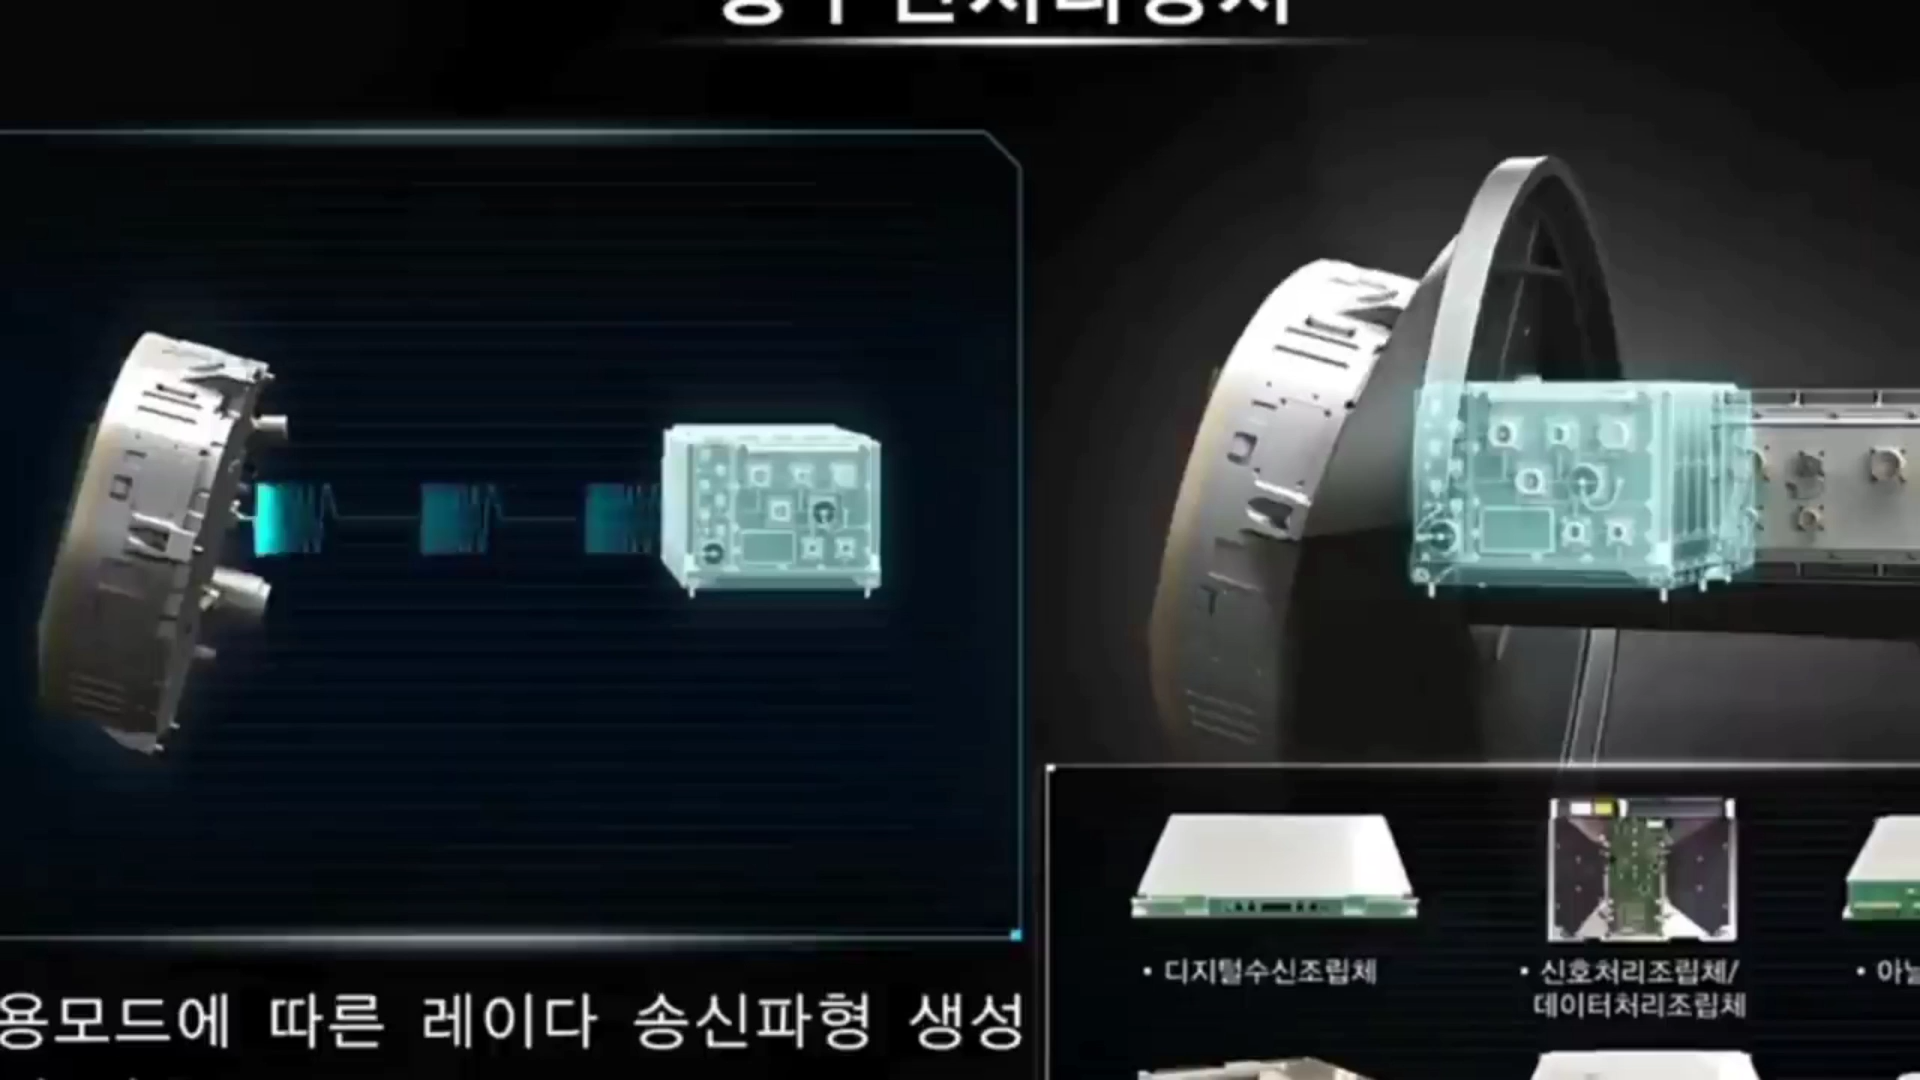 용모드에 따른 레이다 송신파형 생성
• 디지털수신조립체
• 신호처리조립체/
데이터처리조립체
• 아날